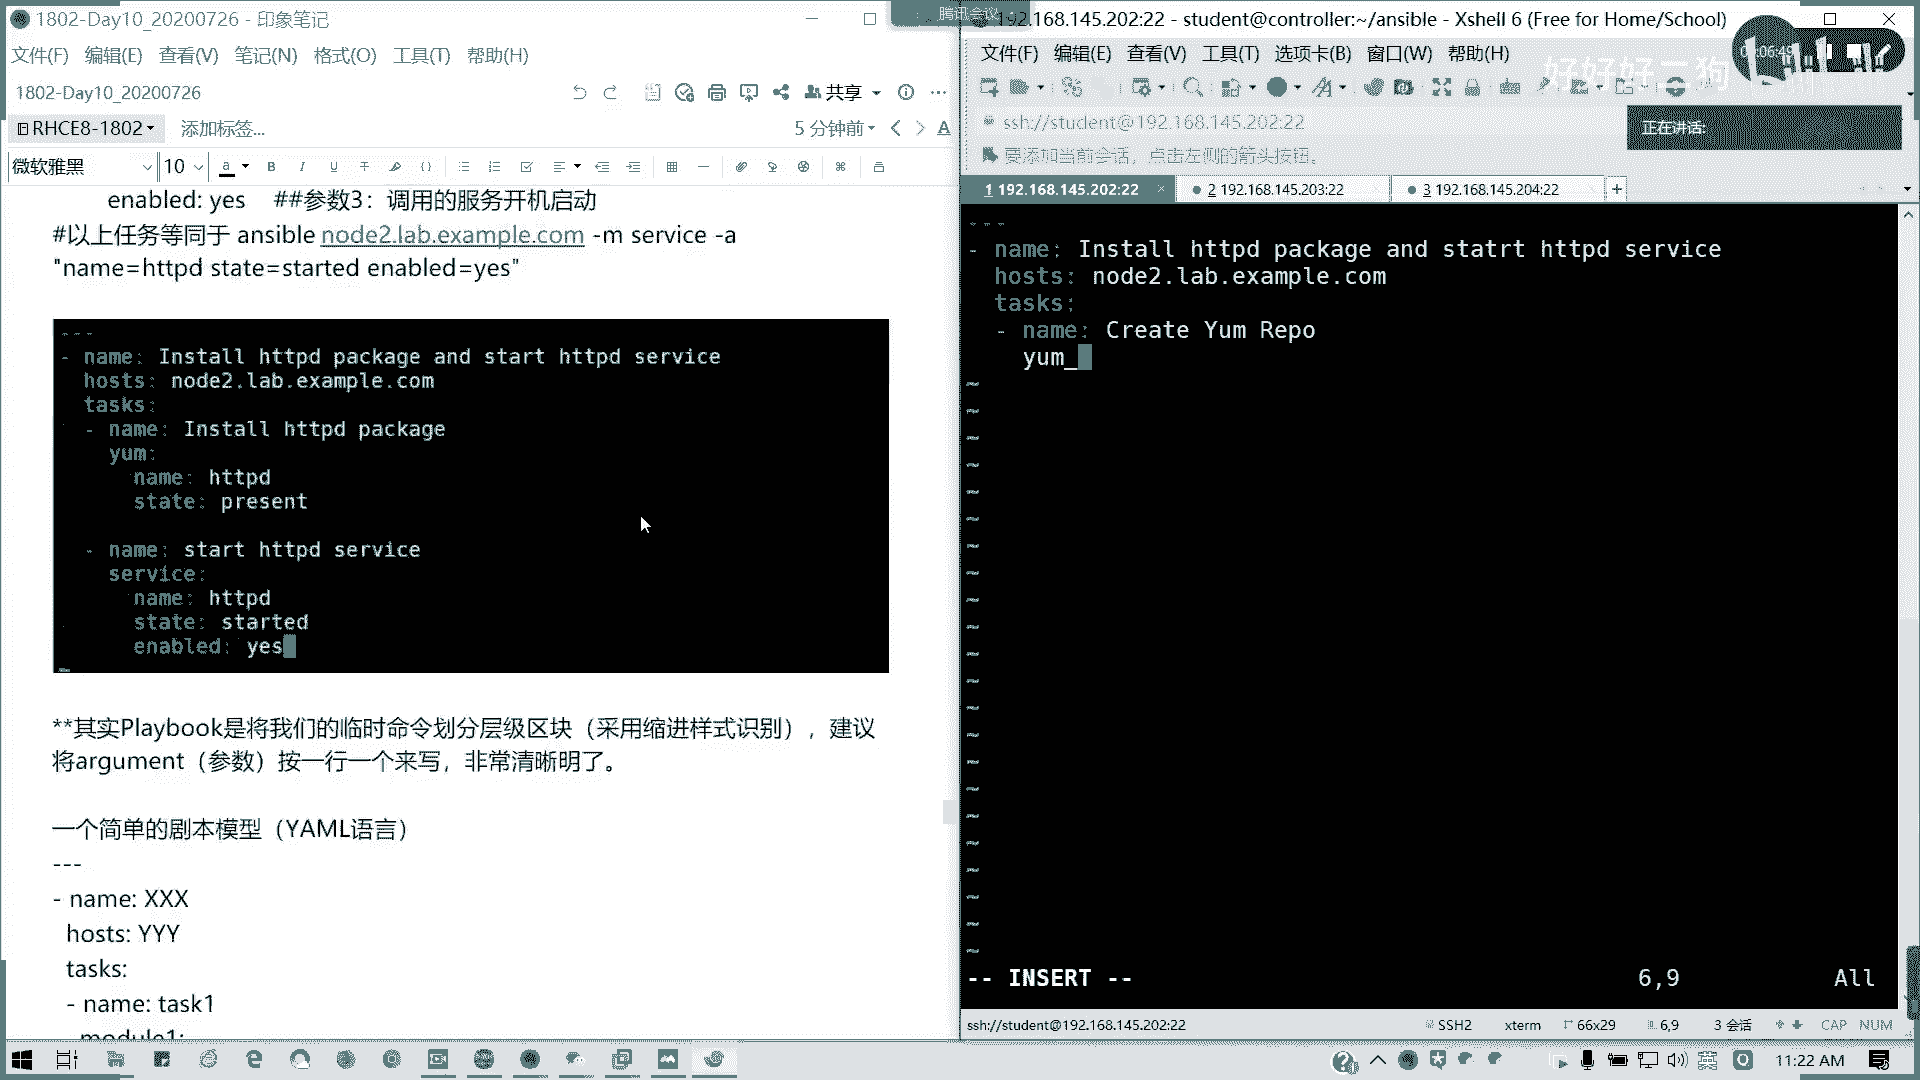 1802-Day10_20200726 - 印象笔记
文件(F) 编辑(E) 查看(V) 笔记(N) 格式(O) 工具(T) 帮助(H)
1802-Day10_20200726
共享
RHCE8-1802
添加标签...
5 分钟前
微软雅黑 10
enabled: yes ##参数3：调用的服务开机启动
#以上任务等同于 ansible node2.lab.example.com -m service -a
"name=httpd state=started enabled=yes"
---
- name: Install httpd package and start httpd service
hosts: node2.lab.example.com
tasks:
- name: Install httpd package
yum:
name: httpd
state: present
- name: start httpd service
service:
name: httpd
state: started
enabled: yes
**其实Playbook是将我们的临时命令划分层级区块（采用缩进样式识别），建议
将argument（参数）按一行一个来写，非常清晰明了。
一个简单的剧本模型（YAML语言）
---
- name: XXX
hosts: YYY
tasks:
- name: task1
module1:
腾讯会议
192.168.145.202:22 - student@controller:~/ansible - Xshell 6 (Free for Home/School)
文件(F) 编辑(E) 查看(V) 工具(T) 选项卡(B) 窗口(W) 帮助(H)
06:49
好好好二狗
ssh://student@192.168.145.202:22
正在讲话:
要添加当前会话，点击左侧的箭头按钮。
1 192.168.145.202:22
2 192.168.145.203:22
3 192.168.145.204:22
---
- name: Install httpd package and statrt httpd service
hosts: node2.lab.example.com
tasks:
- name: Create Yum Repo
yum_
-- INSERT -- 6,9 All
ssh://student@192.168.145.202:22 SSH2 xterm 66x29 6,9 3 会话 CAP NUM
英
11:22 AM